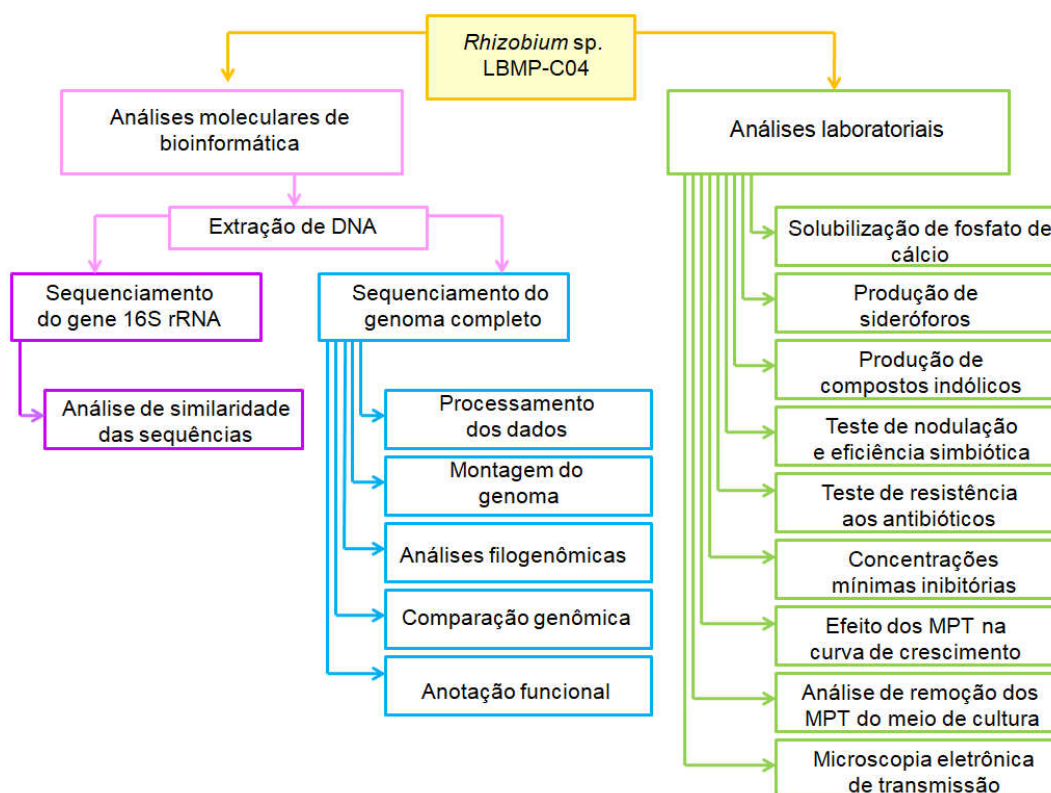 Rhizobium sp.
LBMP-C04
Análises moleculares de
bioinformática
Extração de DNA
Sequenciamento
do gene 16S rRNA
Análise de similaridade
das sequências
Sequenciamento do
genoma completo
Processamento
dos dados
Montagem do
genoma
Análises filogenômicas
Comparação genômica
Anotação funcional
Análises laboratoriais
Solubilização de fosfato de
cálcio
Produção de
sideróforos
Produção de
compostos indólicos
Teste de nodulação
e eficiência simbiótica
Teste de resistência
aos antibióticos
Concentrações
mínimas inibitórias
Efeito dos MPT na
curva de crescimento
Análise de remoção dos
MPT do meio de cultura
Microscopia eletrônica
de transmissão